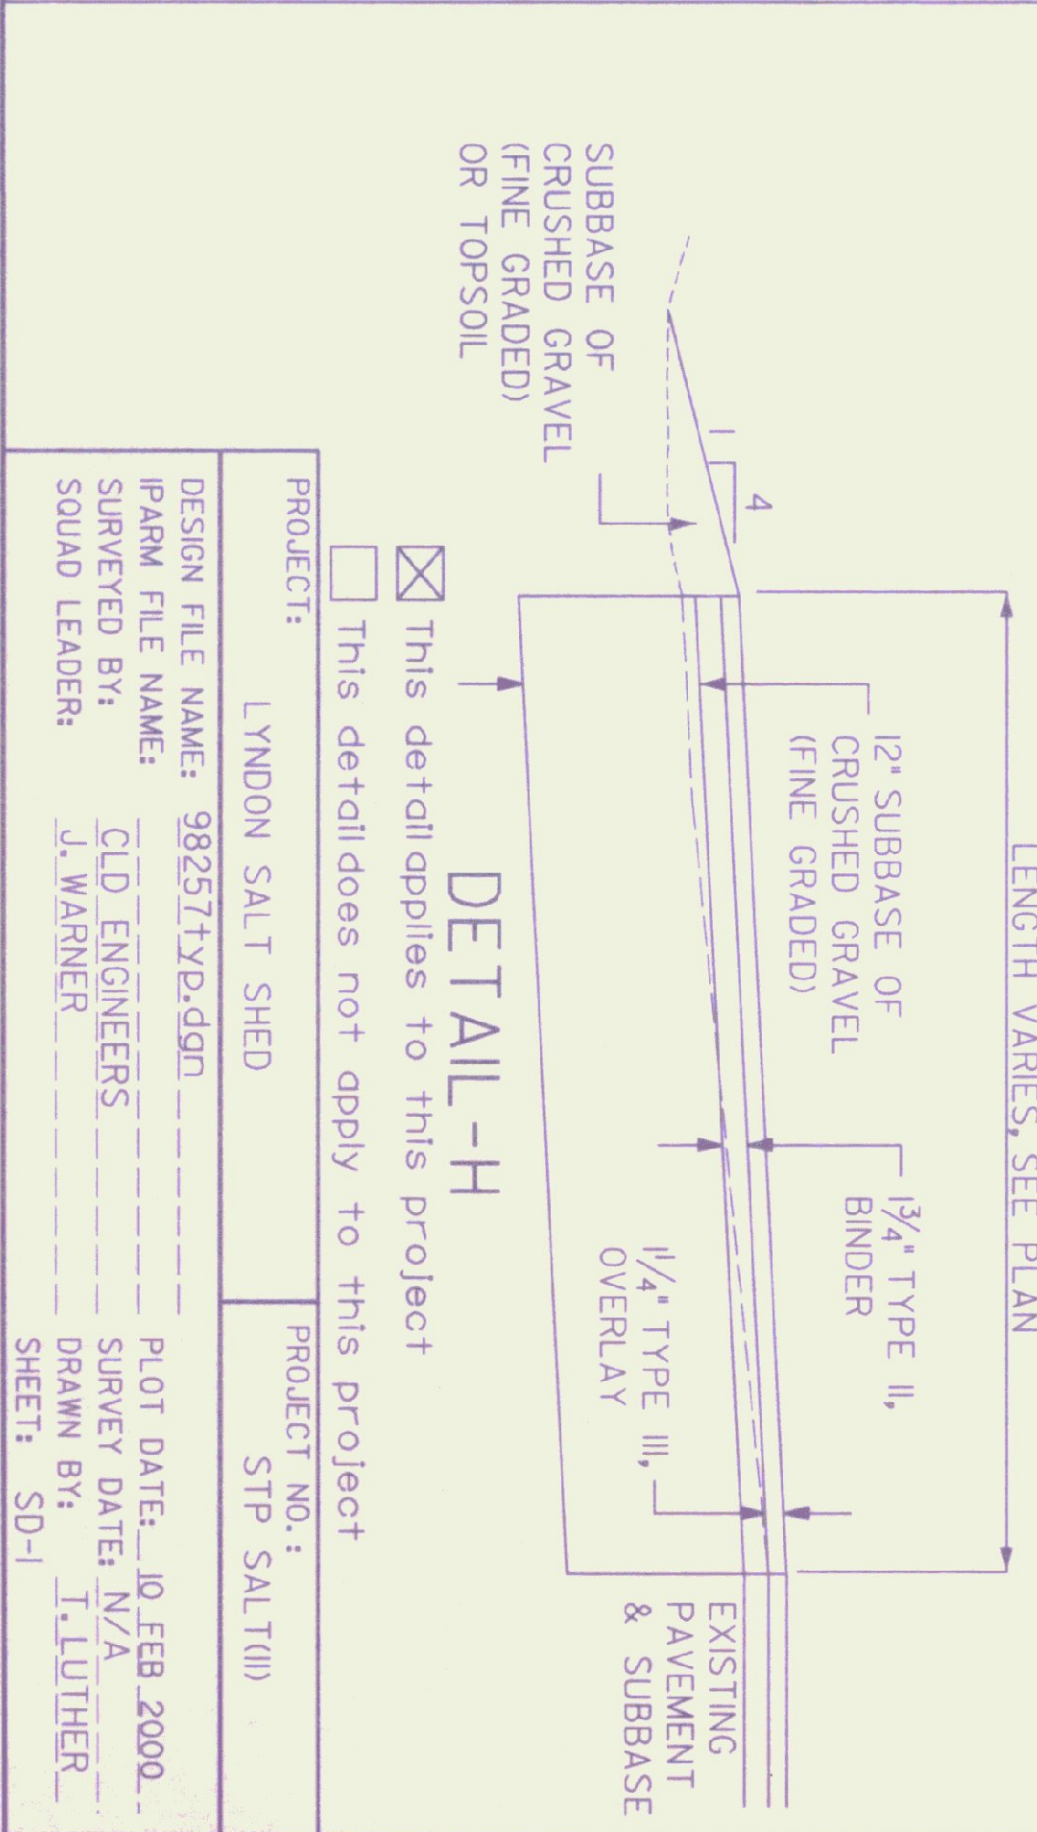 LENGTH VARIES, SEE PLAN
12" SUBBASE OF
CRUSHED GRAVEL
(FINE GRADED)
1 3/4" TYPE II,
BINDER
4
1
SUBBASE OF
CRUSHED GRAVEL
(FINE GRADED)
OR TOPSOIL
1 1/4" TYPE III,
OVERLAY
EXISTING
PAVEMENT
& SUBBASE
DETAIL-H
This detail applies to this project
This detail does not apply to this project
PROJECT:
LYNDON SALT SHED
PROJECT NO.:
STP SALT(11)
DESIGN FILE NAME: 98257typ.dgn
IPARM FILE NAME:
SURVEYED BY: CLD ENGINEERS
SQUAD LEADER: J. WARNER
PLOT DATE: 10 FEB 2000
SURVEY DATE: N/A
DRAWN BY: T. LUTHER
SHEET: SD-1